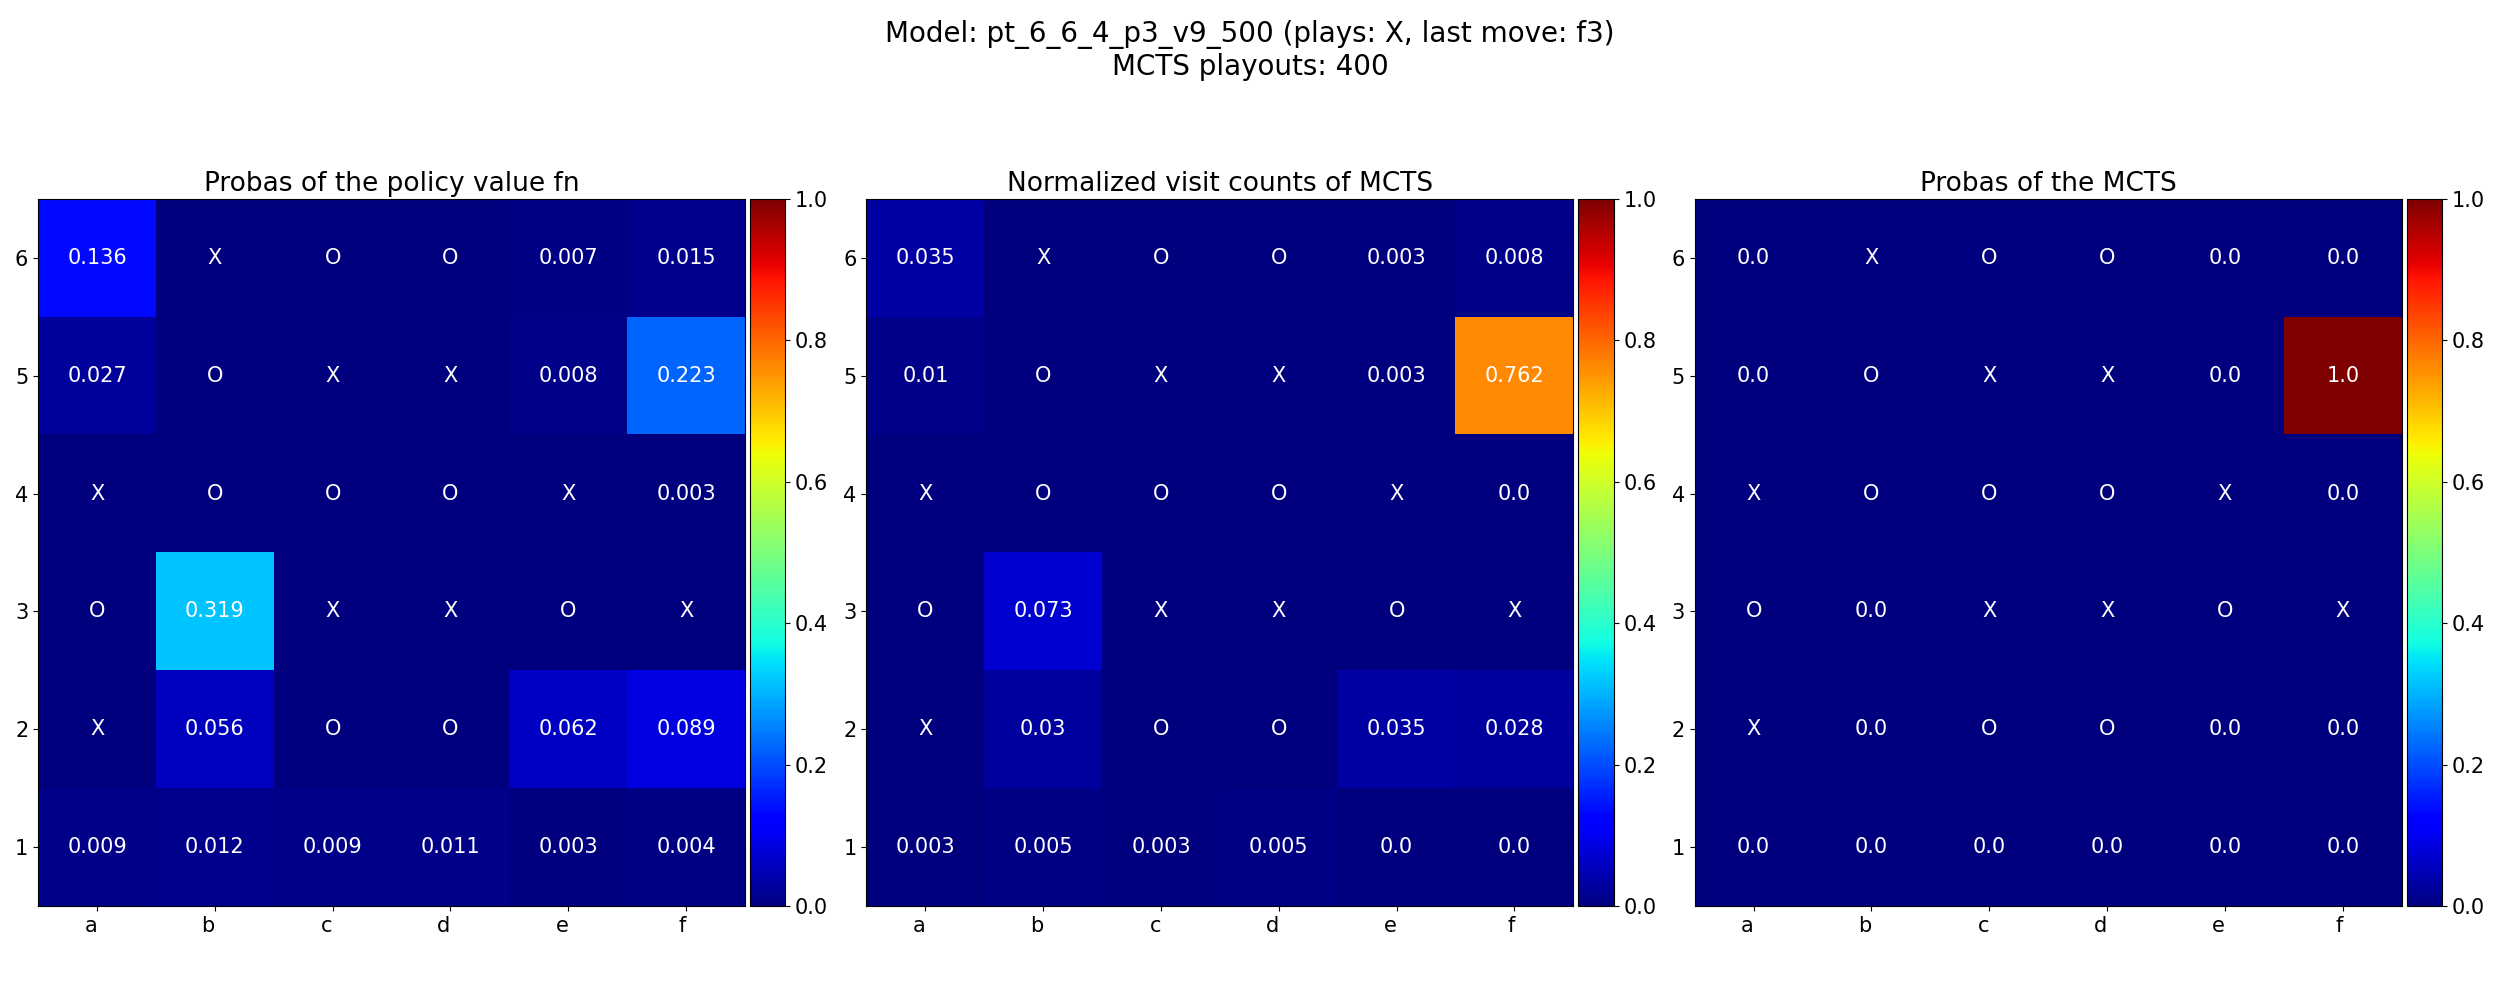 Model: pt_6_6_4_p3_v9_500 (plays: X, last move: f3)
MCTS playouts: 400
Probas of the policy value fn
6 0.136 X O O 0.007 0.015
5 0.027 O X X 0.008 0.223
4 X O O O X 0.003
3 O 0.319 X X O X
2 X 0.056 O O 0.062 0.089
1 0.009 0.012 0.009 0.011 0.003 0.004
a b c d e f
1.0
0.8
0.6
0.4
0.2
0.0
Normalized visit counts of MCTS
6 0.035 X O O 0.003 0.008
5 0.01 O X X 0.003 0.762
4 X O O O X 0.0
3 O 0.073 X X O X
2 X 0.03 O O 0.035 0.028
1 0.003 0.005 0.003 0.005 0.0 0.0
a b c d e f
1.0
0.8
0.6
0.4
0.2
0.0
Probas of the MCTS
6 0.0 X O O 0.0 0.0
5 0.0 O X X 0.0 1.0
4 X O O O X 0.0
3 O 0.0 X X O X
2 X 0.0 O O 0.0 0.0
1 0.0 0.0 0.0 0.0 0.0 0.0
a b c d e f
1.0
0.8
0.6
0.4
0.2
0.0